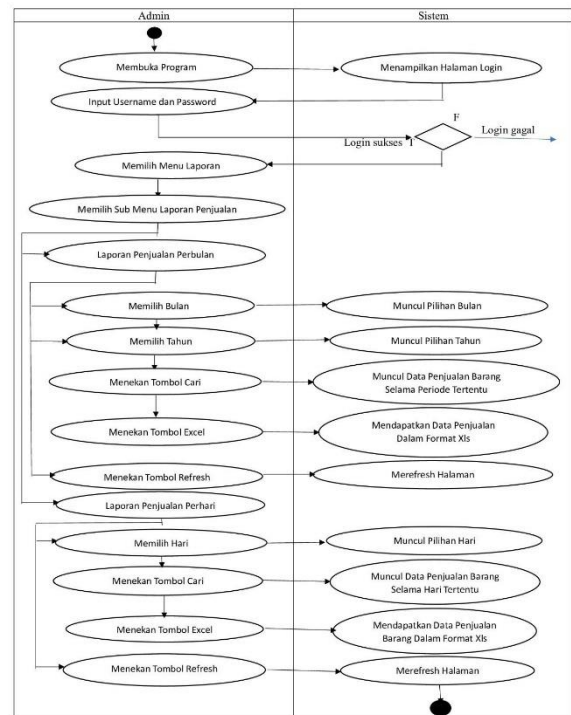 Admin
Sistem
Membuka Program
Menampilkan Halaman Login
Input Username dan Password
F
Login gagal
Login sukses T
Memilih Menu Laporan
Memilih Sub Menu Laporan Penjualan
Laporan Penjualan Perbulan
Memilih Bulan
Muncul Pilihan Bulan
Memilih Tahun
Muncul Pilihan Tahun
Menekan Tombol Cari
Muncul Data Penjualan Barang
Selama Periode Tertentu
Menekan Tombol Excel
Mendapatkan Data Penjualan
Dalam Format Xls
Menekan Tombol Refresh
Merefresh Halaman
Laporan Penjualan Perhari
Memilih Hari
Muncul Pilihan Hari
Menekan Tombol Cari
Muncul Data Penjualan Barang
Selama Hari Tertentu
Menekan Tombol Excel
Mendapatkan Data Penjualan
Barang Dalam Format Xls
Menekan Tombol Refresh
Merefresh Halaman